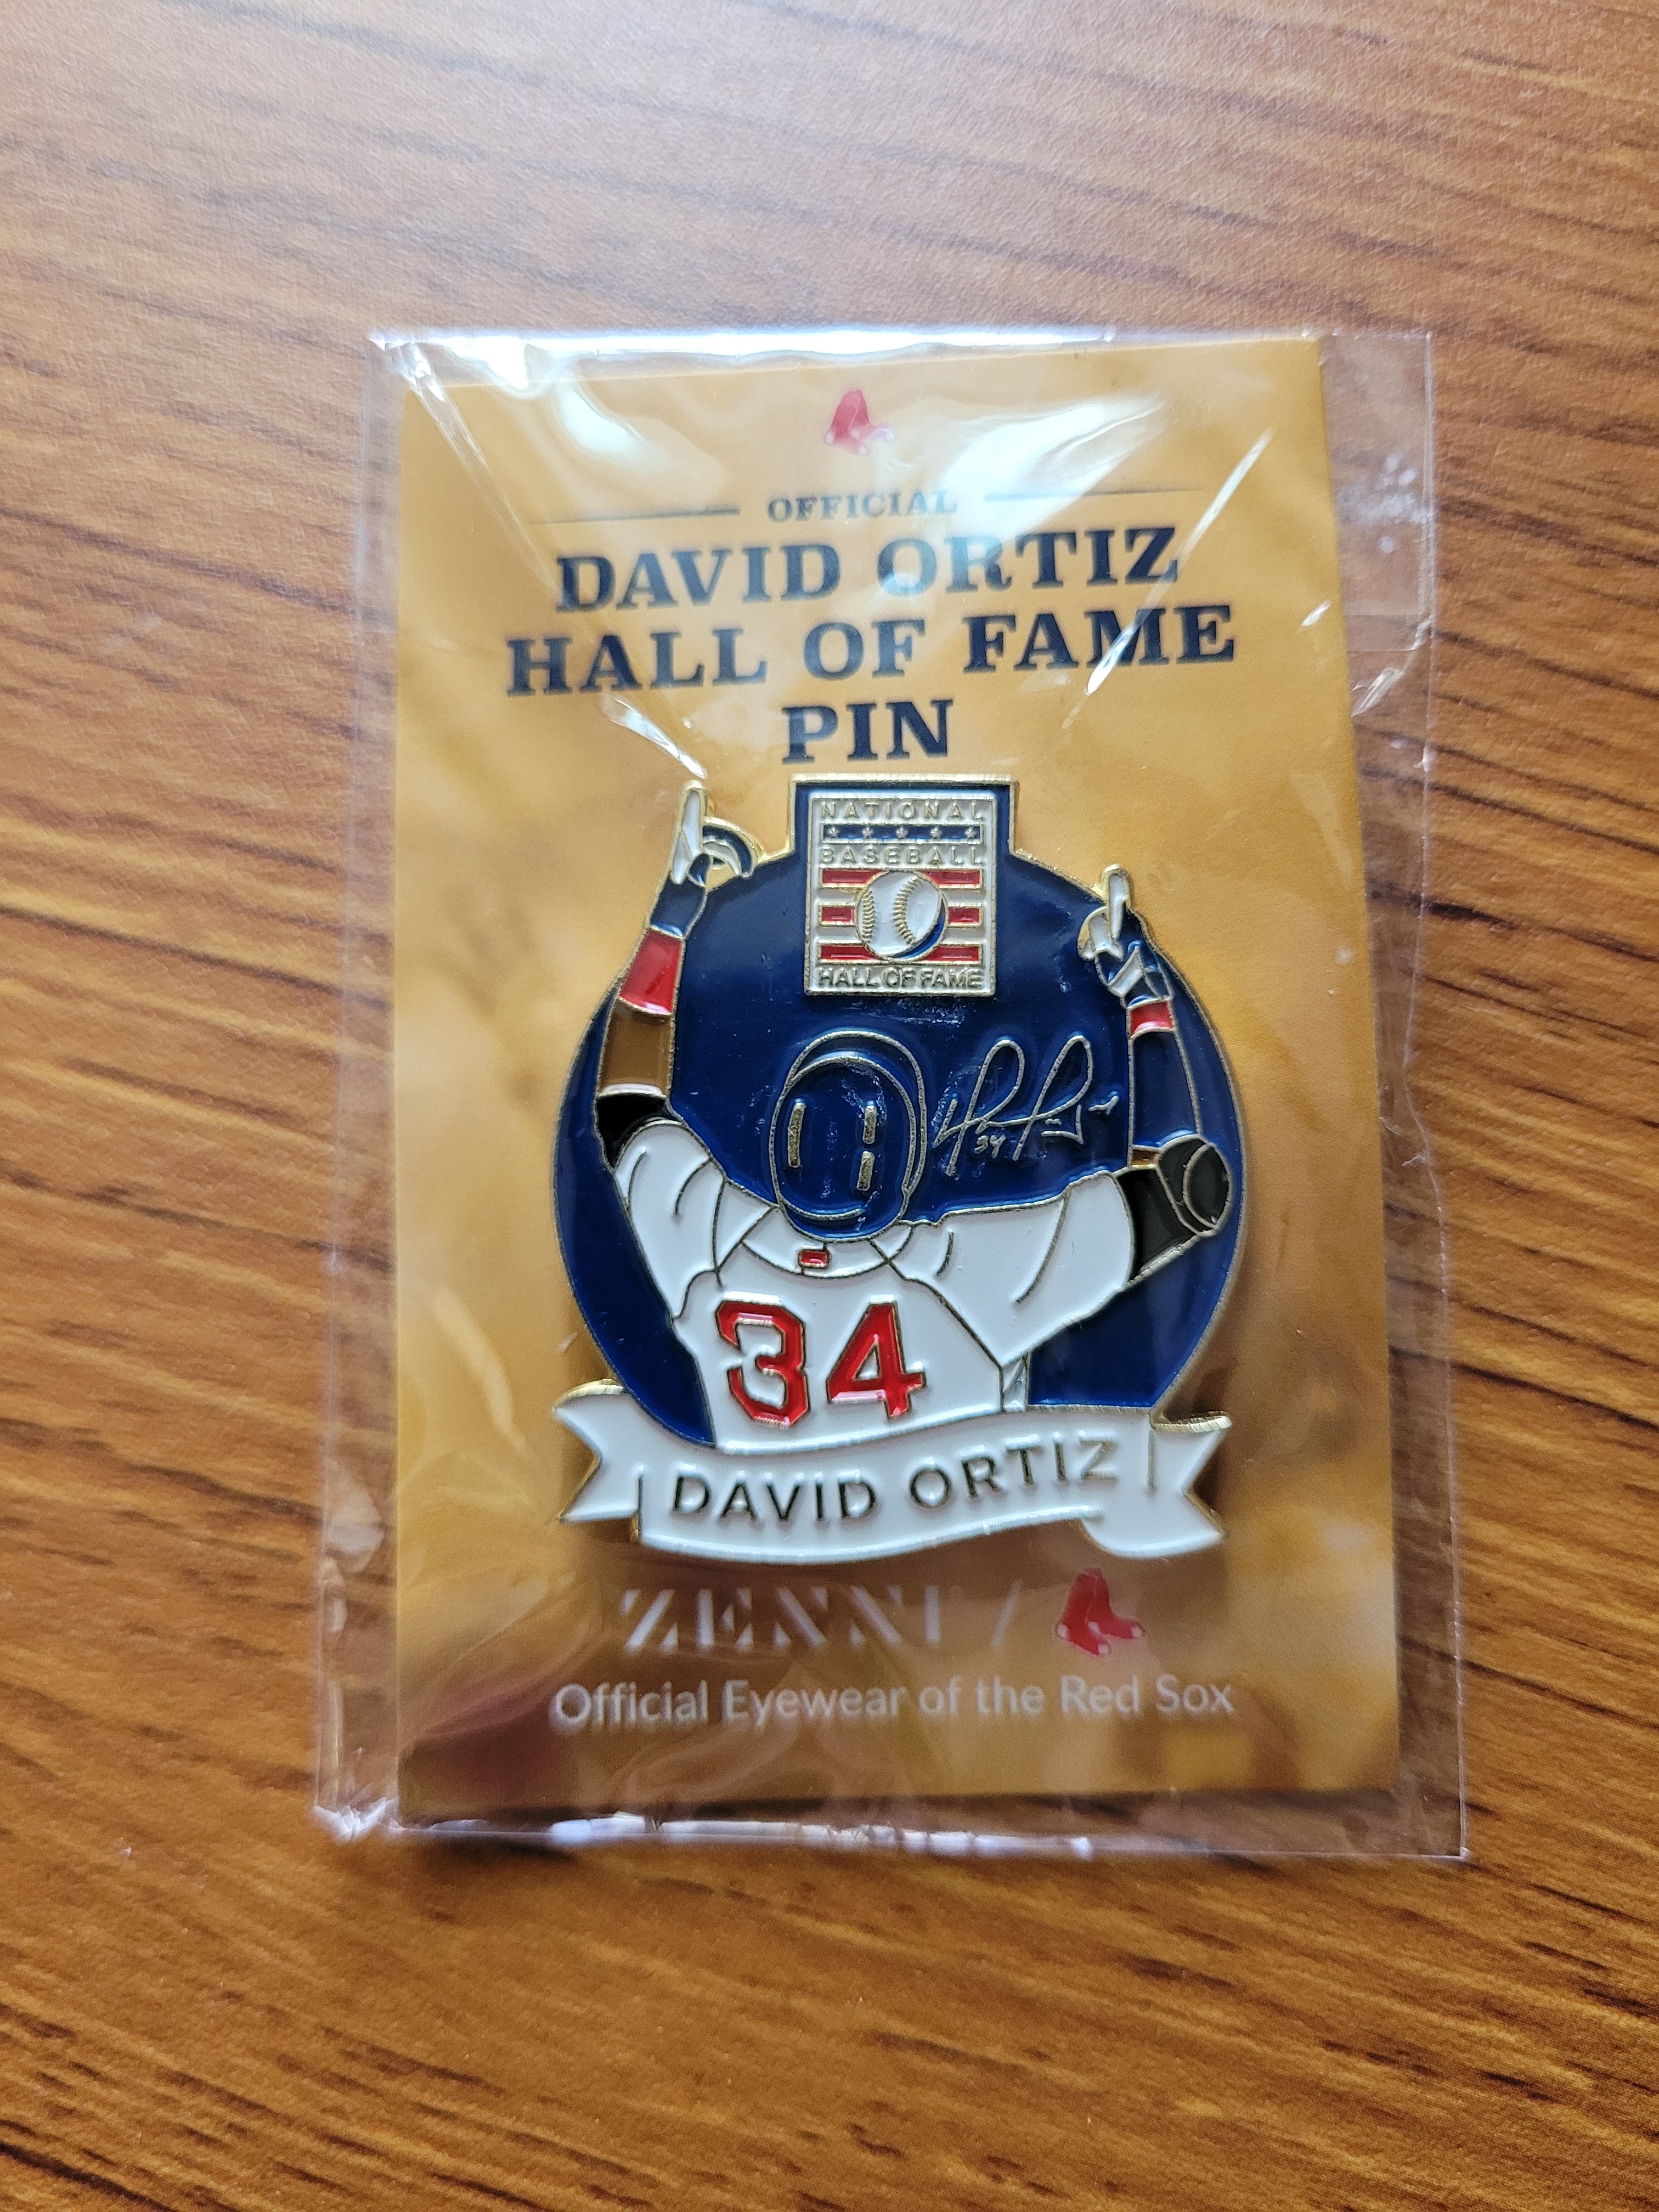 OFFICIAL
DAVID ORTIZ
HALL OF FAME
PIN
NATIONAL
BASEBALL
HALL OF FAME
34
34
DAVID ORTIZ
ZENNI /
Official Eyewear of the Red Sox